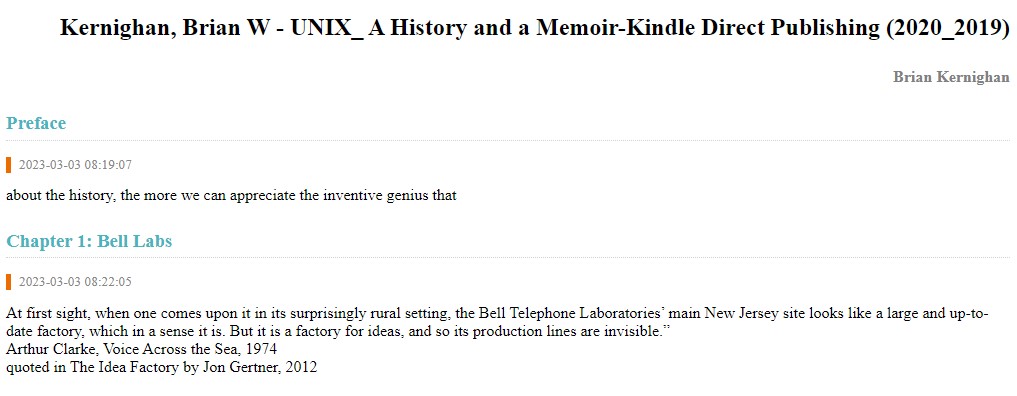 Kernighan, Brian W - UNIX_ A History and a Memoir-Kindle Direct Publishing (2020_2019)
Brian Kernighan
Preface
2023-03-03 08:19:07
about the history, the more we can appreciate the inventive genius that
Chapter 1: Bell Labs
2023-03-03 08:22:05
At first sight, when one comes upon it in its surprisingly rural setting, the Bell Telephone Laboratories’ main New Jersey site looks like a large and up-to-
date factory, which in a sense it is. But it is a factory for ideas, and so its production lines are invisible.”
Arthur Clarke, Voice Across the Sea, 1974
quoted in The Idea Factory by Jon Gertner, 2012